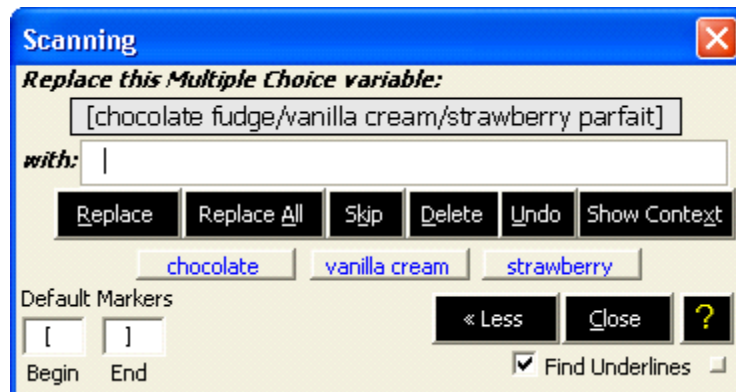 Scanning
Replace this Multiple Choice variable:
[chocolate fudge/vanilla cream/strawberry parfait]
with:
Replace Replace All Skip Delete Undo Show Context
chocolate vanilla cream strawberry
Default Markers
[ ] « Less Close ?
Begin End Find Underlines